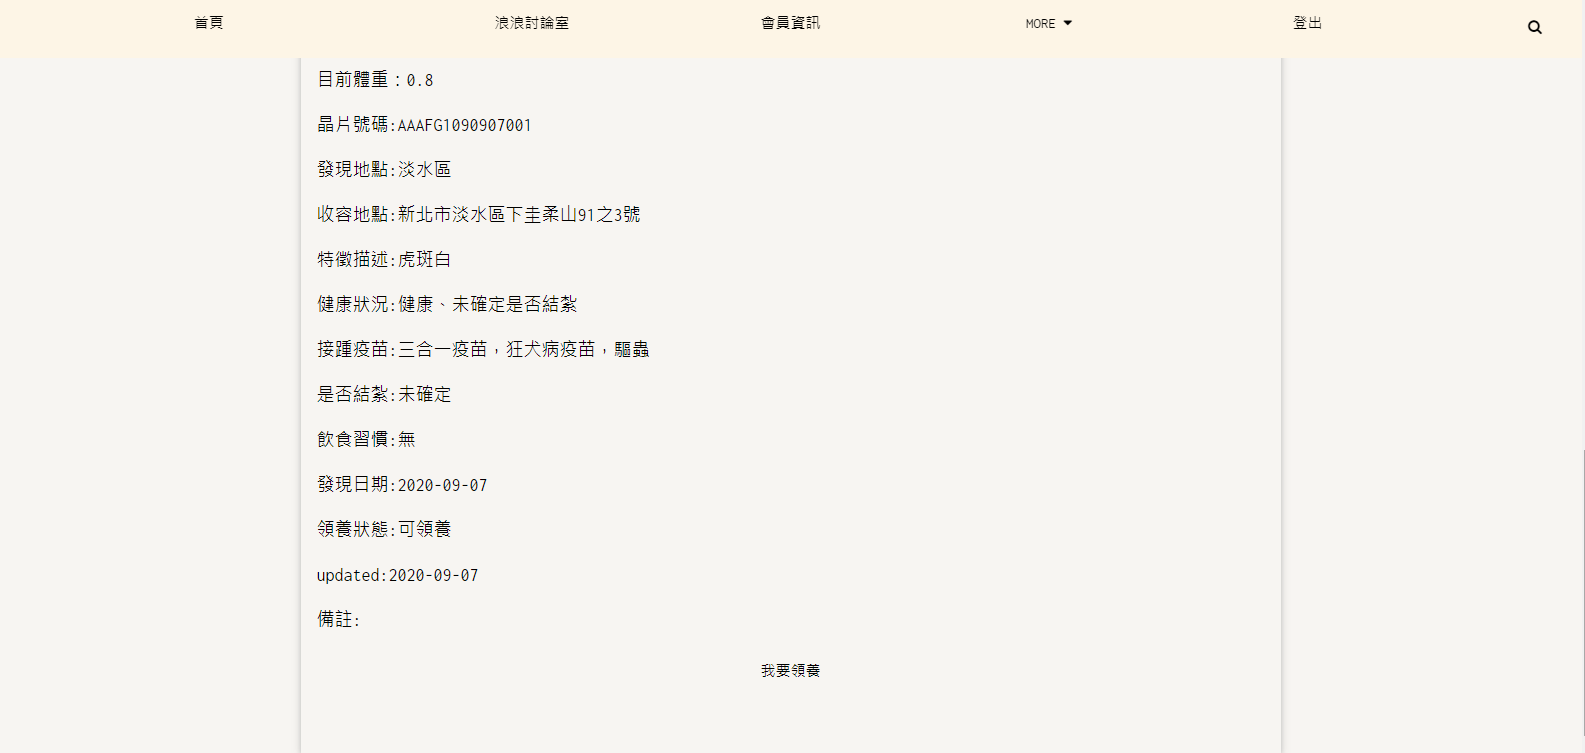 首頁
浪浪討論室
會員資訊
MORE
登出
目前體重：0.8
晶片號碼:AAAFG1090907001
發現地點:淡水區
收容地點:新北市淡水區下圭柔山91之3號
特徵描述:虎斑白
健康狀況:健康、未確定是否結紮
接踵疫苗:三合一疫苗，狂犬病疫苗，驅蟲
是否結紮:未確定
飲食習慣:無
發現日期:2020-09-07
領養狀態:可領養
updated:2020-09-07
備註:
我要領養